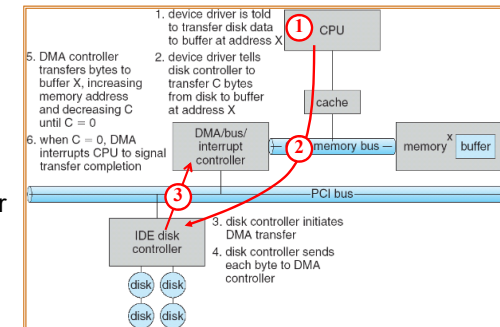 1. device driver is told
to transfer disk data
to buffer at address X
1
CPU
5. DMA controller
transfers bytes to
buffer X, increasing
memory address
and decreasing C
until C = 0
2. device driver tells
disk controller to
transfer C bytes
from disk to buffer
at address X
cache
6. when C = 0, DMA
interrupts CPU to signal
transfer completion
DMA/bus/
interrupt
controller
2
memory bus
memory
x
buffer
3
PCI bus
r
IDE disk
controller
3. disk controller initiates
DMA transfer
4. disk controller sends
each byte to DMA
controller
disk
disk
disk
disk